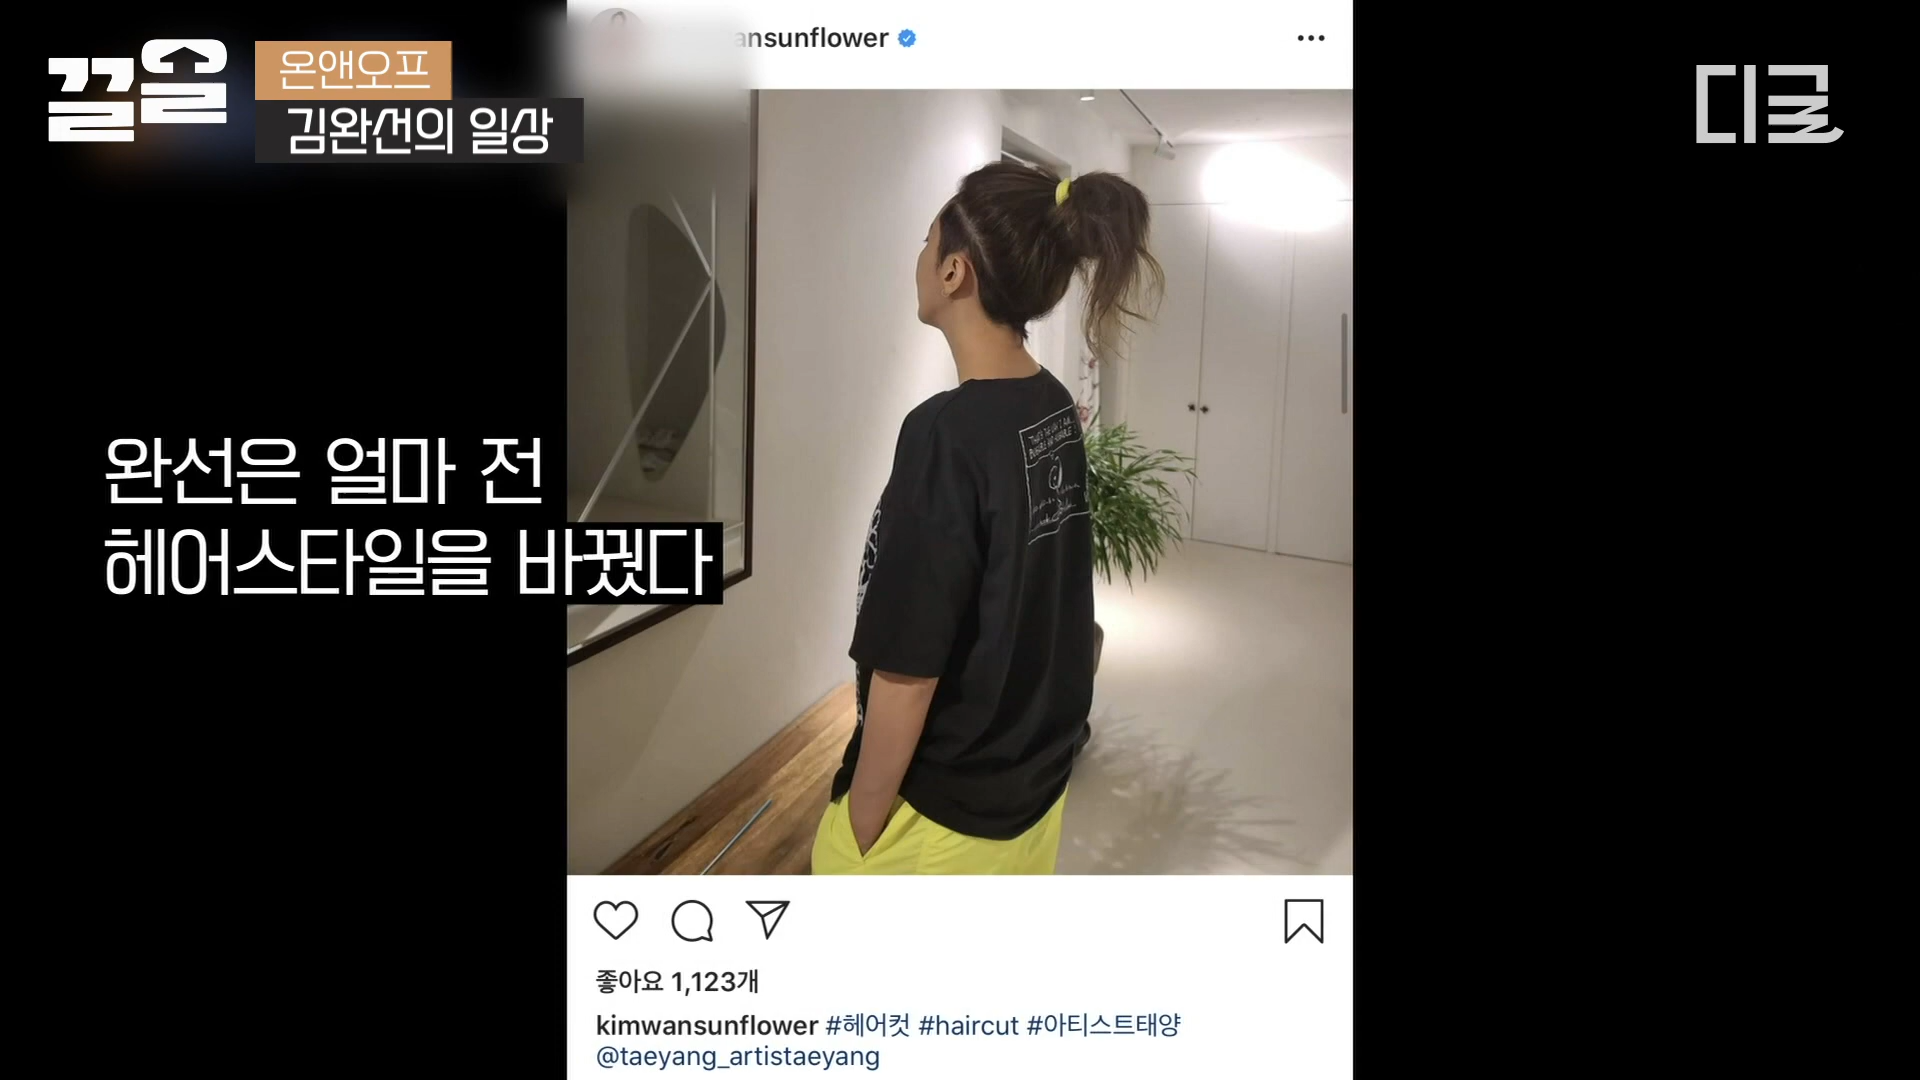 끌올
온앤오프
김완선의 일상
디글
ansunflower
완선은 얼마 전
헤어스타일을 바꿨다
좋아요 1,123개
kimwansunflower #헤어컷 #haircut #아티스트태양
@taeyang_artistaeyang